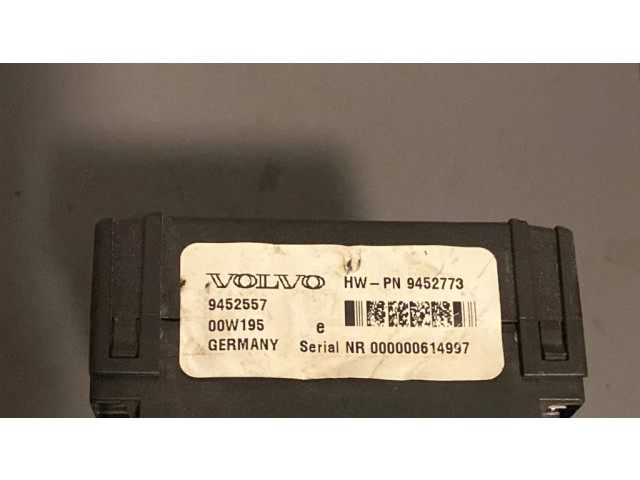 VOLVO HW-PN 9452773
9452557
00W195 e
GERMANY Serial NR 000000614997